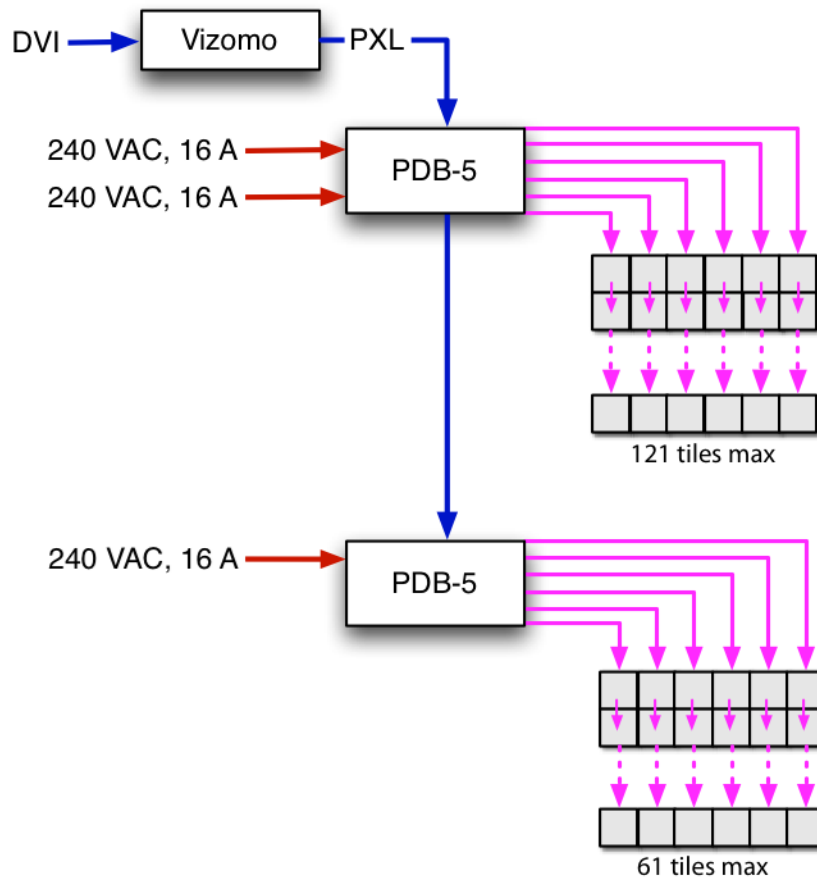 DVI
Vizomo
PXL
240 VAC, 16 A
240 VAC, 16 A
PDB-5
121 tiles max
240 VAC, 16 A
PDB-5
61 tiles max